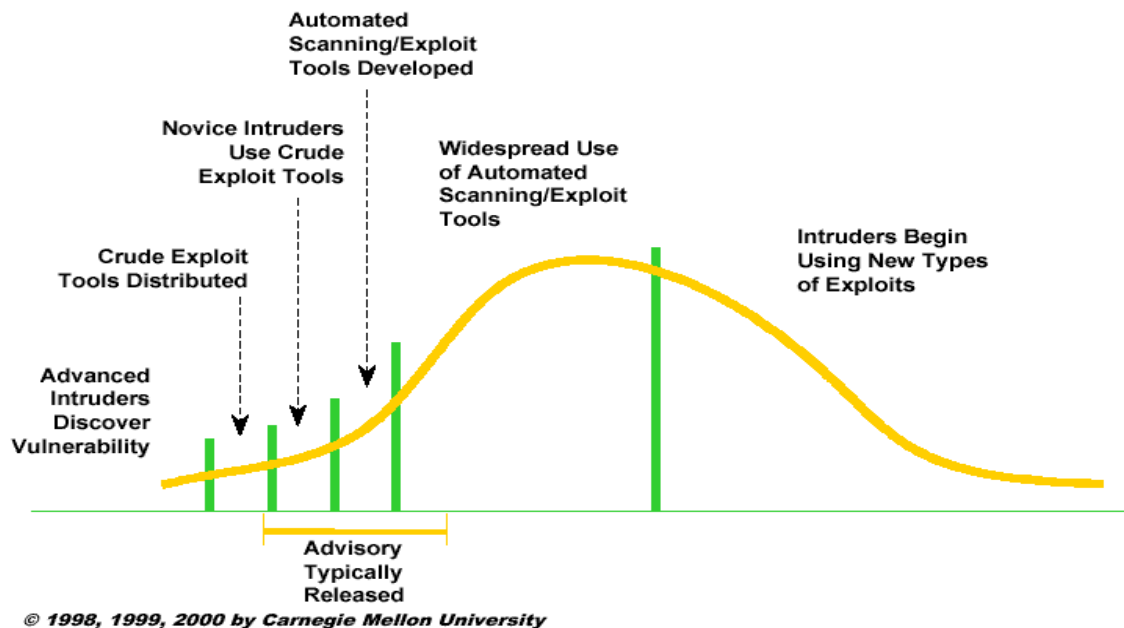 Automated
Scanning/Exploit
Tools Developed
Novice Intruders
Use Crude
Exploit Tools
Widespread Use
of Automated
Scanning/Exploit
Tools
Intruders Begin
Using New Types
of Exploits
Crude Exploit
Tools Distributed
Advanced
Intruders
Discover
Vulnerability
Advisory
Typically
Released
© 1998, 1999, 2000 by Carnegie Mellon University